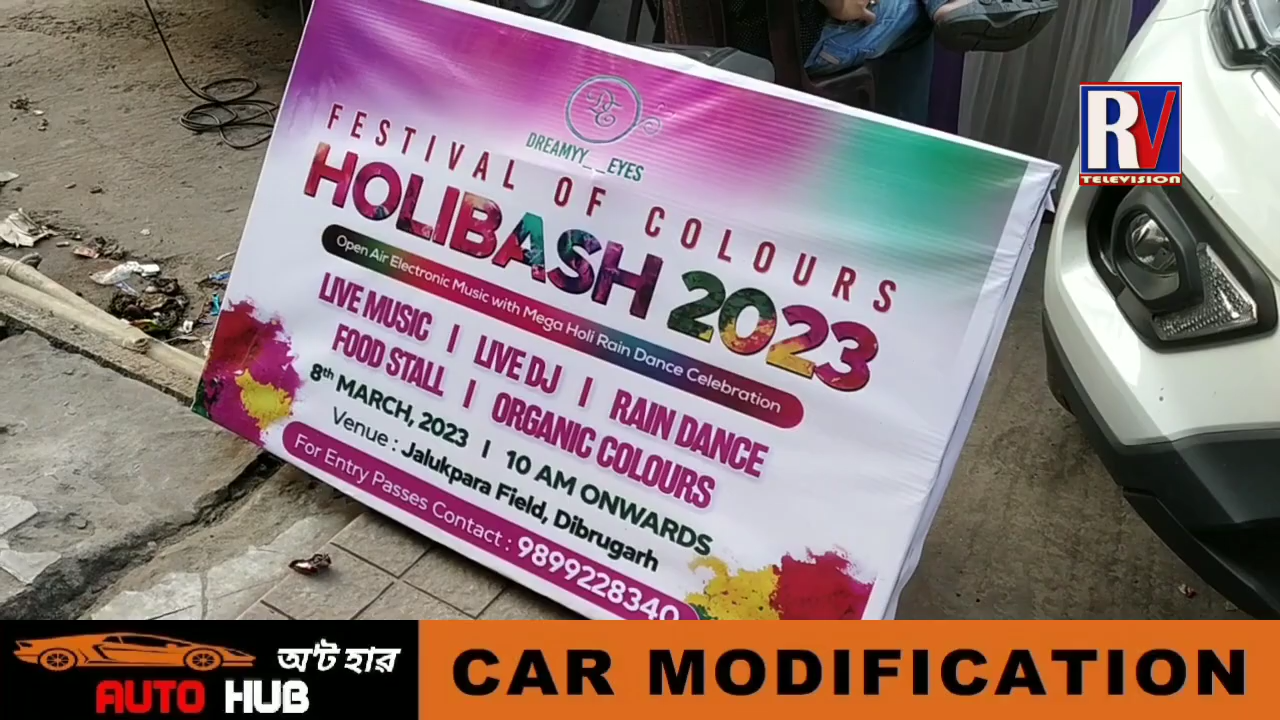 RV
TELEVISION
DE
DREAMYY__EYES
FESTIVAL OF COLOURS
HOLIBASH 2023
Open Air Electronic Music with Mega Holi Rain Dance Celebration
LIVE MUSIC I LIVE DJ I RAIN DANCE
FOOD STALL I ORGANIC COLOURS
8th MARCH, 2023 I 10 AM ONWARDS
Venue : Jalukpara Field, Dibrugarh
For Entry Passes Contact : 9899228340
অ'ট হাব
AUTO HUB
CAR MODIFICATION